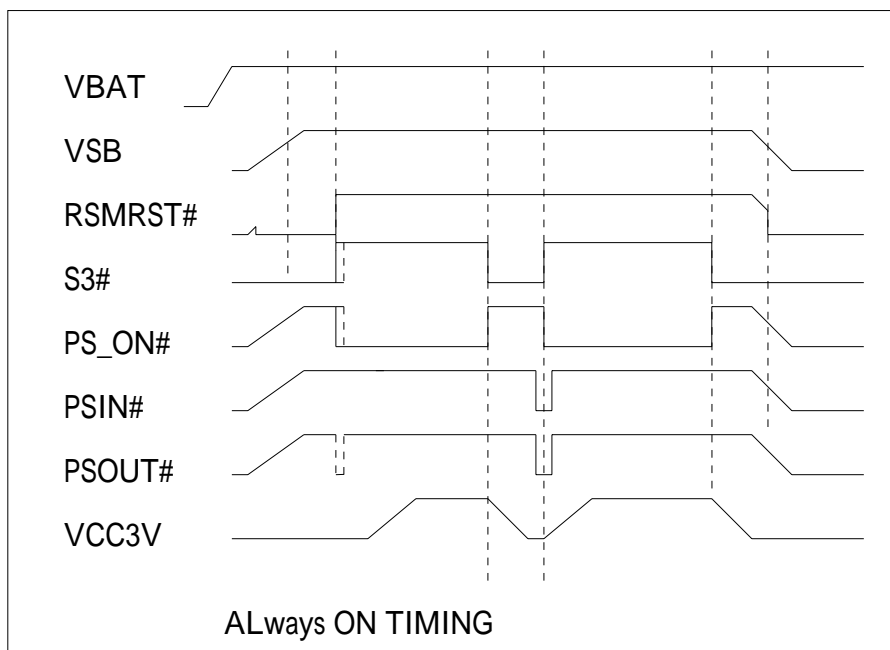 VBAT
VSB
RSMRST#
S3#
PS_ON#
PSIN#
PSOUT#
VCC3V
ALways ON TIMING